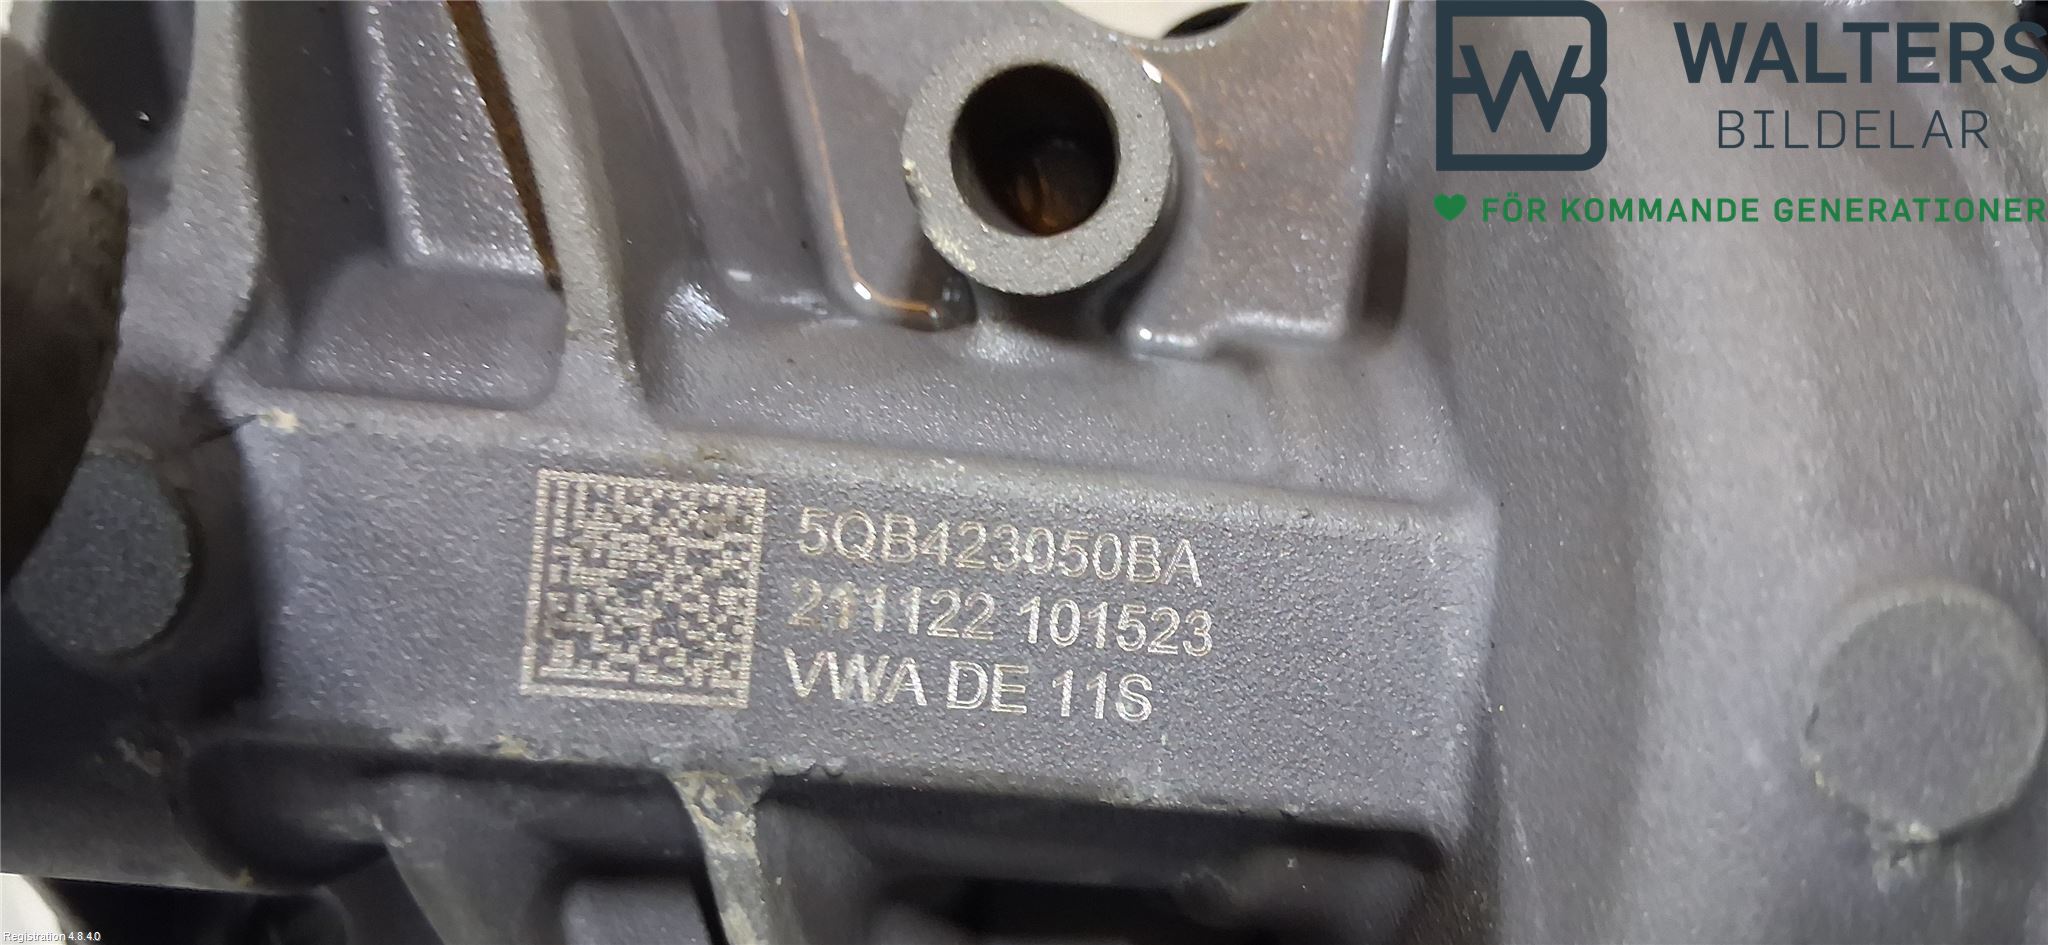 WALTERS
BILDELAR
FÖR KOMMANDE GENERATIONER
5QB423050BA
211122 101523
VWA DE 11S
Registration 4.8.4.0